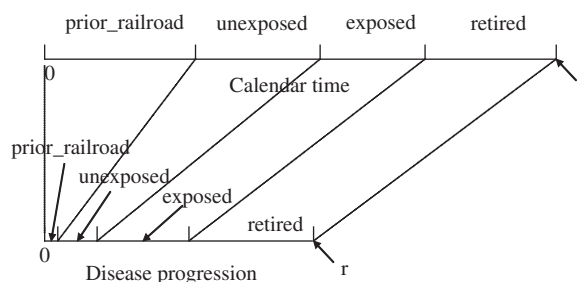 prior_railroad unexposed exposed retired
0
Calendar time
prior_railroad
unexposed
exposed
retired
0
r
Disease progression